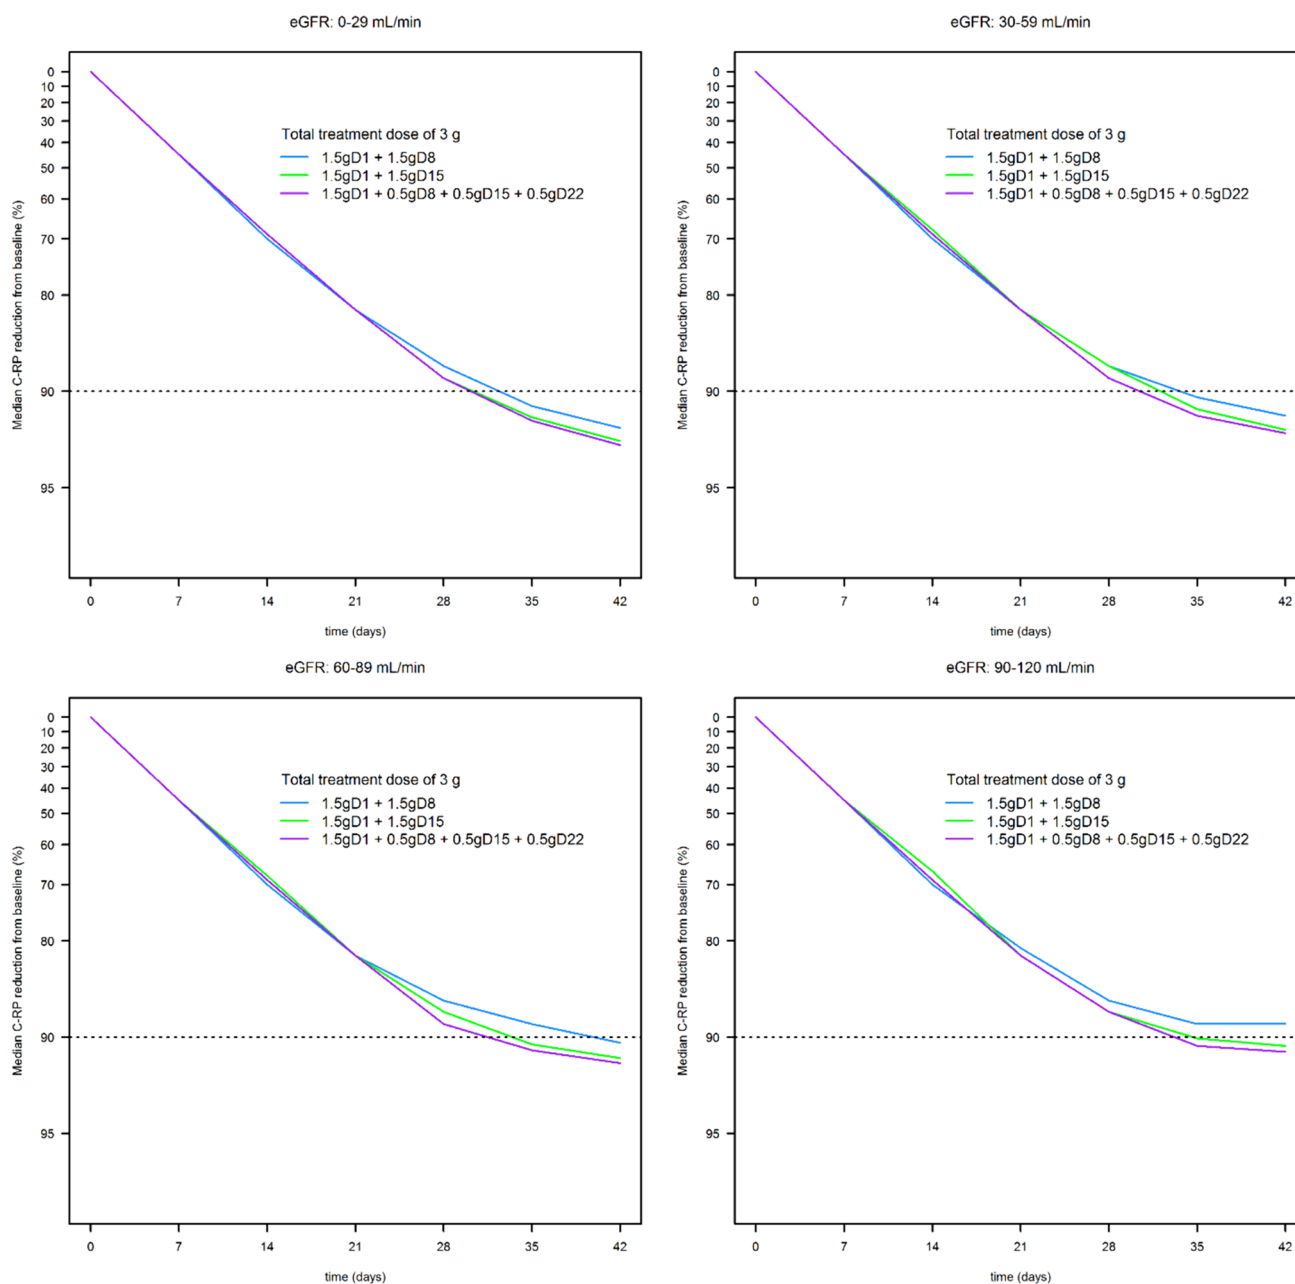 eGFR: 0-29 mL/min
Median C-RP reduction from baseline (%)
0
10
20
30
40
50
60
70
80
90
95
Total treatment dose of 3 g
1.5gD1 + 1.5gD8
1.5gD1 + 1.5gD15
1.5gD1 + 0.5gD8 + 0.5gD15 + 0.5gD22
0 7 14 21 28 35 42
time (days)
eGFR: 30-59 mL/min
Median C-RP reduction from baseline (%)
0
10
20
30
40
50
60
70
80
90
95
Total treatment dose of 3 g
1.5gD1 + 1.5gD8
1.5gD1 + 1.5gD15
1.5gD1 + 0.5gD8 + 0.5gD15 + 0.5gD22
0 7 14 21 28 35 42
time (days)
eGFR: 60-89 mL/min
Median C-RP reduction from baseline (%)
0
10
20
30
40
50
60
70
80
90
95
Total treatment dose of 3 g
1.5gD1 + 1.5gD8
1.5gD1 + 1.5gD15
1.5gD1 + 0.5gD8 + 0.5gD15 + 0.5gD22
0 7 14 21 28 35 42
time (days)
eGFR: 90-120 mL/min
Median C-RP reduction from baseline (%)
0
10
20
30
40
50
60
70
80
90
95
Total treatment dose of 3 g
1.5gD1 + 1.5gD8
1.5gD1 + 1.5gD15
1.5gD1 + 0.5gD8 + 0.5gD15 + 0.5gD22
0 7 14 21 28 35 42
time (days)